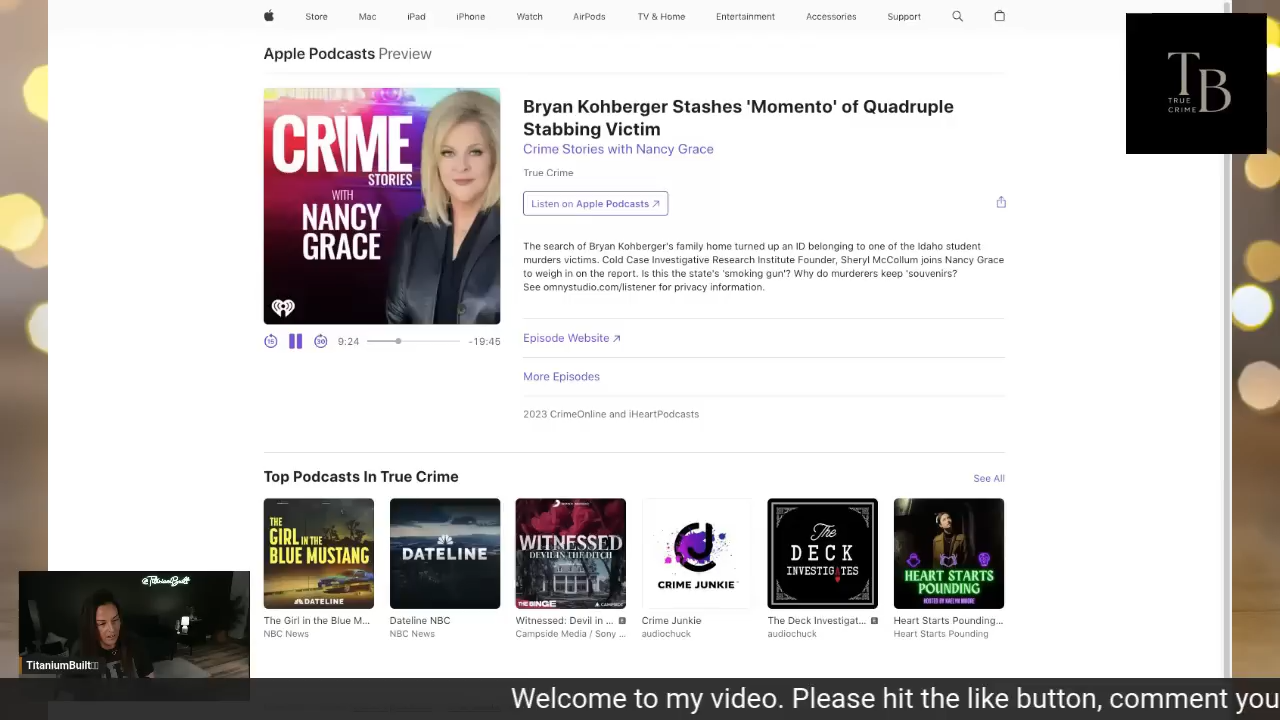 Store Mac iPad iPhone Watch AirPods TV & Home Entertainment Accessories Support
Apple Podcasts Preview
T B
TRUE
CRIME
CRIME
STORIES
WITH
NANCY
GRACE
Bryan Kohberger Stashes 'Momento' of Quadruple
Stabbing Victim
Crime Stories with Nancy Grace
True Crime
Listen on Apple Podcasts ↗
The search of Bryan Kohberger's family home turned up an ID belonging to one of the Idaho student
murders victims. Cold Case Investigative Research Institute Founder, Sheryl McCollum joins Nancy Grace
to weigh in on the report. Is this the state's 'smoking gun'? Why do murderers keep 'souvenirs?
See omnystudio.com/listener for privacy information.
15 30 9:24 -19:45
Episode Website ↗
More Episodes
2023 CrimeOnline and iHeartPodcasts
Top Podcasts In True Crime
See All
THE
GIRL IN THE
BLUE MUSTANG
DATELINE
DATELINE
WITNESSED
DEVIL IN THE DITCH
THE BINGE CAMPSIDE
CRIME JUNKIE
The
DECK
INVESTIGATES
HEART STARTS
POUNDING
The Girl in the Blue M...
NBC News
Dateline NBC
NBC News
Witnessed: Devil in ...
Campside Media / Sony ...
Crime Junkie
audiochuck
The Deck Investigat...
audiochuck
Heart Starts Pounding...
Heart Starts Pounding
@TitaniumBuilt
TitaniumBuilt
Welcome to my video. Please hit the like button, comment you